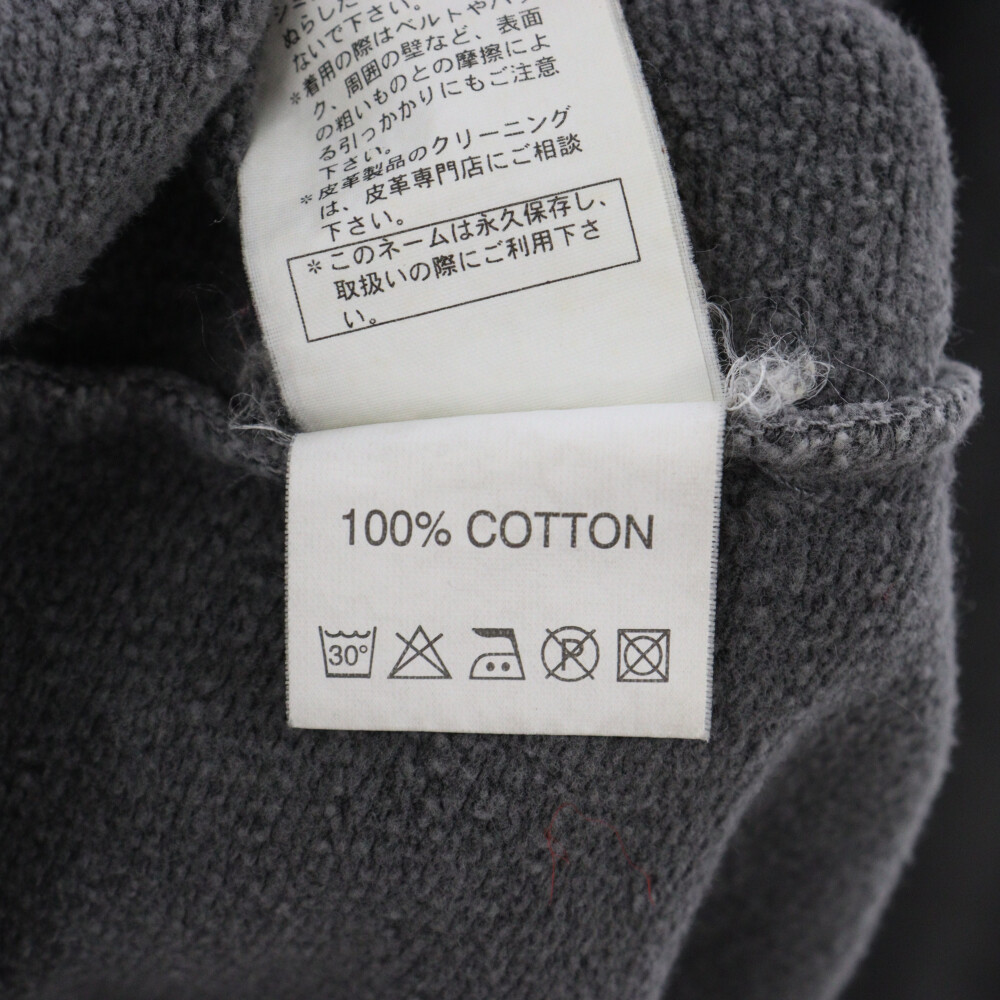 ぬらした
ないで下さい。
*着用の際はベルトやバッ
グ、周囲の壁など、表面
の粗いものとの摩擦によ
る引っかかりにもご注意
下さい。
*皮革製品のクリーニング
は、皮革専門店にご相談
下さい。
*このネームは永久保存し、
取扱いの際にご利用下さ
い。
100% COTTON
30°
P